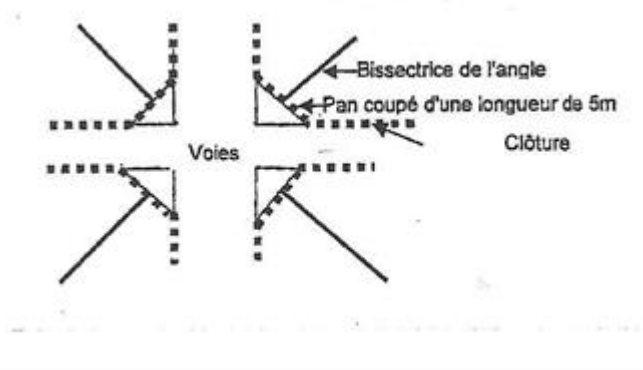 Bissectrice de l'angle
Pan coupé d'une longueur de 5m
Clôture
Voies